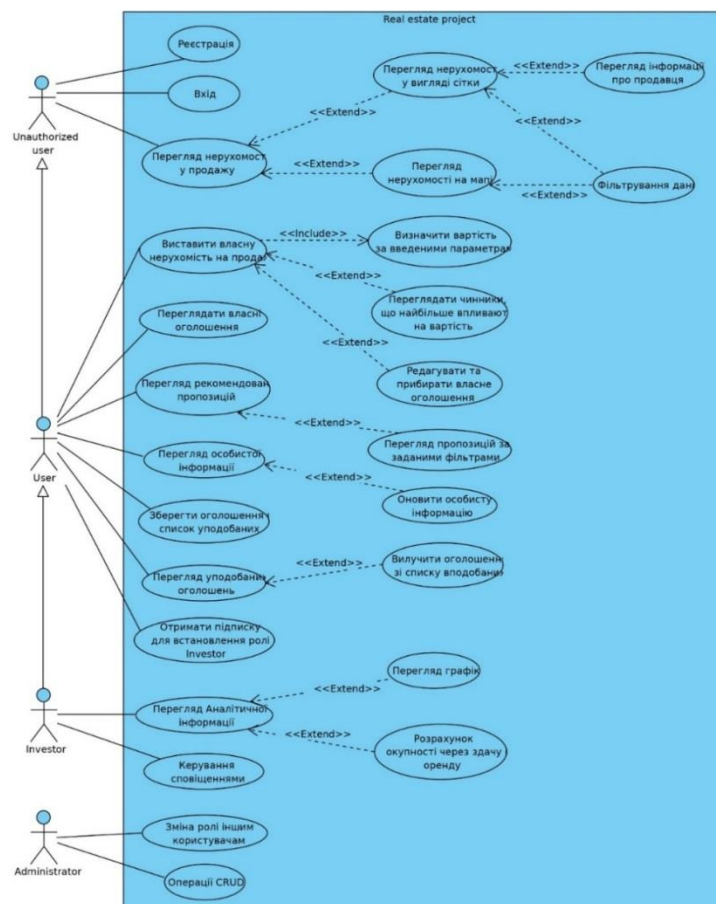 Real estate project
Реєстрація
Вхід
Unauthorized
user
Перегляд нерухомост
у продажу
<<Extend>>
Перегляд нерухомост
у вигляді сітки
<<Extend>>
Перегляд інформації
про продавця
<<Extend>>
<<Extend>>
Перегляд
нерухомості на мапі
<<Extend>>
Фільтрування дані
Виставити власну
нерухомість на прода
<<Include>>
Визначити вартість
за введеними параметрам
<<Extend>>
Переглядати чинники,
що найбільше впливають
на вартість
<<Extend>>
Редагувати та
прибирати власне
оголошення
Переглядати власні
оголошення
Перегляд рекомендован
пропозицій
<<Extend>>
Перегляд пропозицій за
заданими фільтрами
User
Перегляд особистої
інформації
<<Extend>>
Оновити особисту
інформацію
Зберегти оголошення
список уподобаних
Перегляд уподобани
оголошень
<<Extend>>
Вилучити оголошенн
зі списку вподобани
Отримати підписку
для встановлення ролі
Investor
Investor
Перегляд Аналітичної
інформації
<<Extend>>
Перегляд графік
<<Extend>>
Розрахунок
окупності через здачу
оренду
Керування
сповіщеннями
Administrator
Зміна ролі іншим
користувачам
Операції CRUD